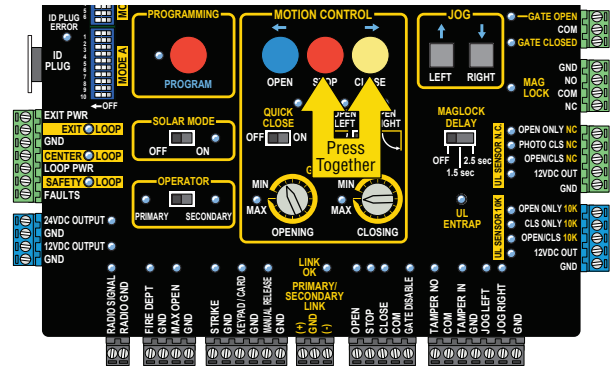 ID PLUG
ERROR
ID
PLUG
MODE A
OFF
PROGRAMMING
PROGRAM
MOTION CONTROL
OPEN
STOP
CLOSE
JOG
LEFT
RIGHT
GATE OPEN
COM
GATE CLOSED
MAG
LOCK
GND
NO
COM
NC
EXIT PWR
EXIT LOOP
GND
CENTER LOOP
LOOP PWR
SAFETY LOOP
FAULTS
SOLAR MODE
OFF
ON
OPERATOR
PRIMARY
SECONDARY
QUICK
CLOSE
OFF
ON
OPEN
LEFT
Press
Together
MIN
MAX
OPENING
MIN
MAX
CLOSING
MAGLOCK
DELAY
OFF
2.5 sec
1.5 sec
UL
ENTRAP
UL SENSOR N.C.
OPEN ONLY NC
PHOTO CLS NC
OPEN/CLS NC
12VDC OUT
GND
UL SENSOR 10K
OPEN ONLY 10K
CLS ONLY 10K
OPEN/CLS 10K
12VDC OUT
GND
24VDC OUTPUT
GND
12VDC OUTPUT
GND
RADIO SIGNAL
RADIO GND
FIRE DEPT
GND
MAX OPEN
GND
STRIKE
GND
KEYPAD / CARD
GND
MANUAL RELEASE
GND
LINK
OK
PRIMARY/
SECONDARY
LINK
(+)
GND
(-)
OPEN
STOP
CLOSE
COM
GATE DISABLE
TAMPER NO
COM
TAMPER IN
GND
JOG LEFT
JOG RIGHT
GND